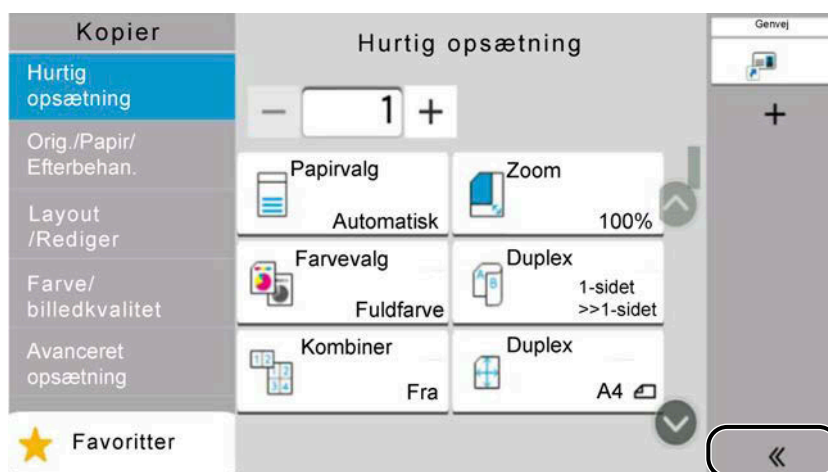 Kopier
Hurtig
opsætning
Orig./Papir/
Efterbehan.
Layout
/Rediger
Farve/
billedkvalitet
Avanceret
opsætning
Favoritter
Hurtig opsætning
− 1 +
Papirvalg
Automatisk
Zoom
100%
Farvevalg
Fuldfarve
Duplex
1-sidet
>>1-sidet
Kombiner
Fra
Duplex
A4
Genvej
+
«